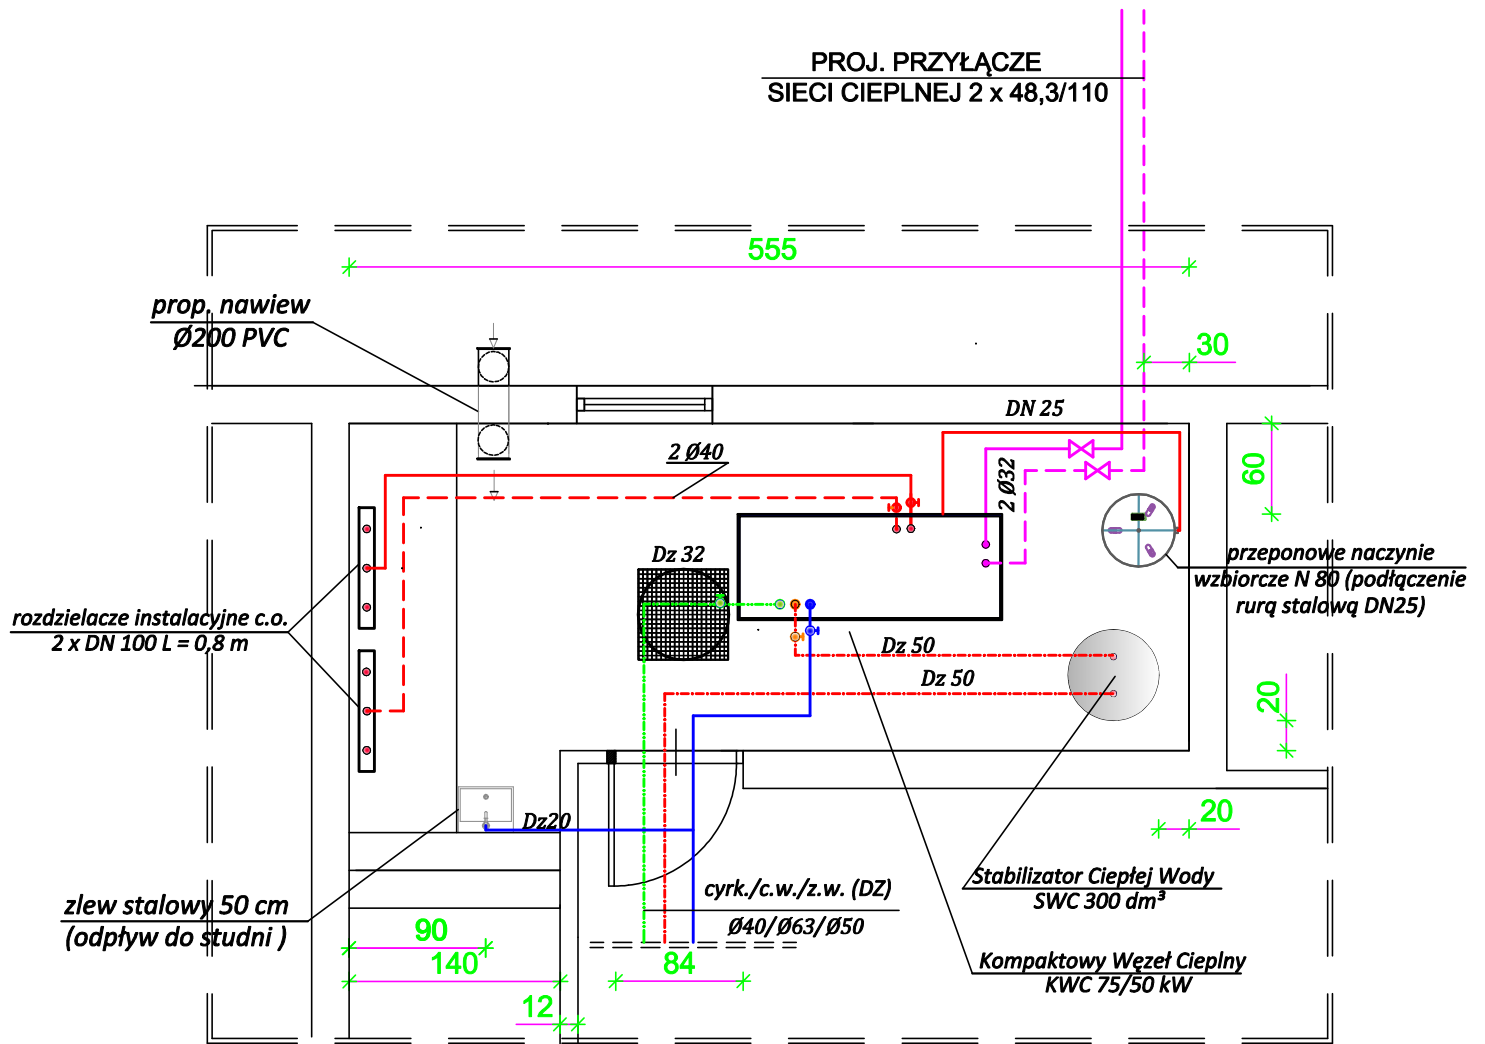 PROJ. PRZYŁĄCZE
SIECI CIEPLNEJ 2 x 48,3/110
555
prop. nawiew
Ø200 PVC
30
DN 25
2 Ø40
2 Ø32
60
Dz 32
przeponowe naczynie
wzbiorcze N 80 (podłączenie
rurą stalową DN25)
rozdzielacze instalacyjne c.o.
2 x DN 100 L = 0,8 m
Dz 50
Dz 50
20
Dz20
20
cyrk./c.w./z.w. (DZ)
Ø40/Ø63/Ø50
Stabilizator Ciepłej Wody
SWC 300 dm³
zlew stalowy 50 cm
(odpływ do studni )
90
140
84
Kompaktowy Węzeł Cieplny
KWC 75/50 kW
12